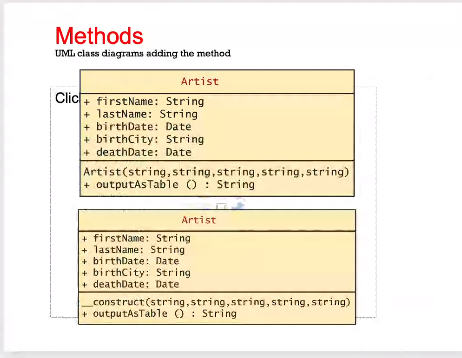 Methods
UML class diagrams adding the method
Clic
Artist
+ firstName: String
+ lastName: String
+ birthDate: Date
+ birthCity: String
+ deathDate: Date
Artist(string,string,string,string,string)
+ outputAsTable () : String
Artist
+ firstName: String
+ lastName: String
+ birthDate: Date
+ birthCity: String
+ deathDate: Date
__construct(string,string,string,string,string)
+ outputAsTable () : String